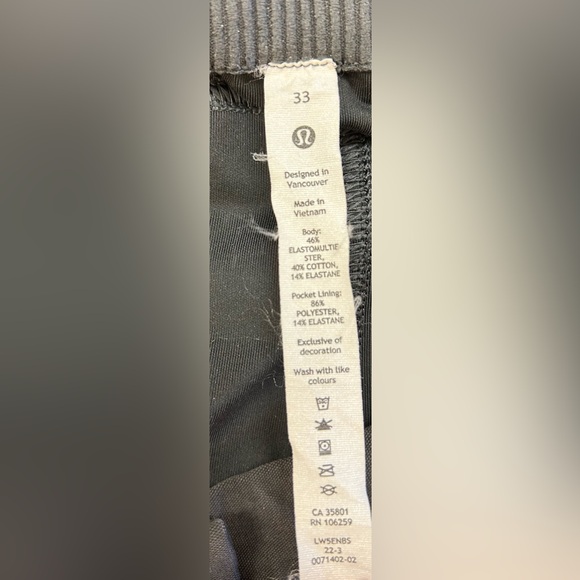 33
Designed in
Vancouver
Made in
Vietnam
Body:
46%
ELASTOMULTIE
STER,
40% COTTON,
14% ELASTANE
Pocket Lining:
86%
POLYESTER,
14% ELASTANE
Exclusive of
decoration
Wash with like
colours
CA 35801
RN 106259
LW5ENBS
22-3
0071402-02